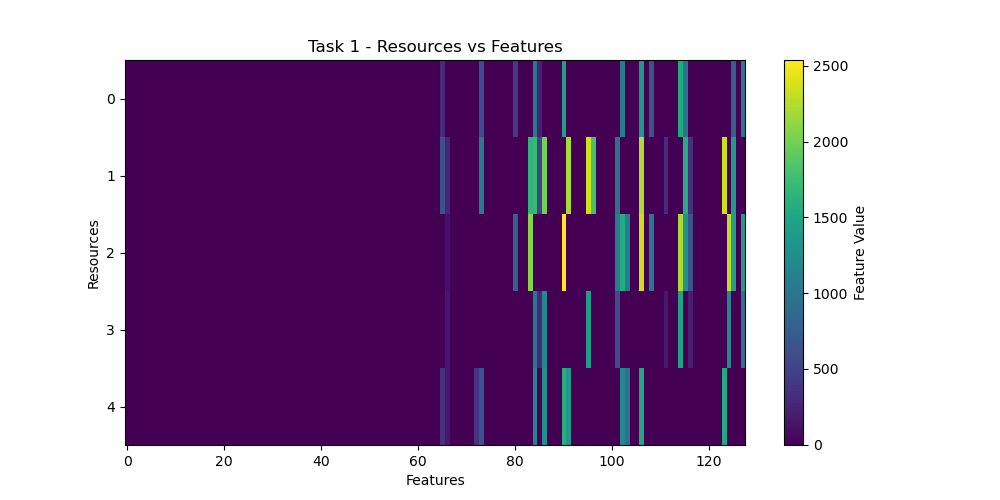 Task 1 - Resources vs Features
Resources
0
1
2
3
4
0 20 40 60 80 100 120
Features
2500
2000
1500
1000
500
0
Feature Value